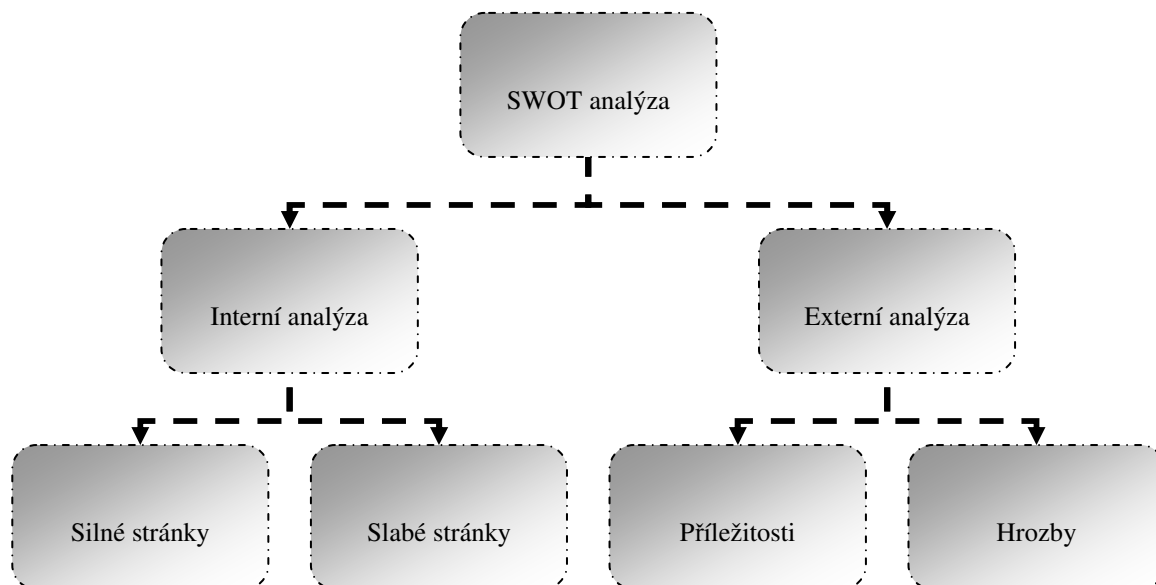 SWOT analýza
Interní analýza
Externí analýza
Silné stránky
Slabé stránky
Příležitosti
Hrozby